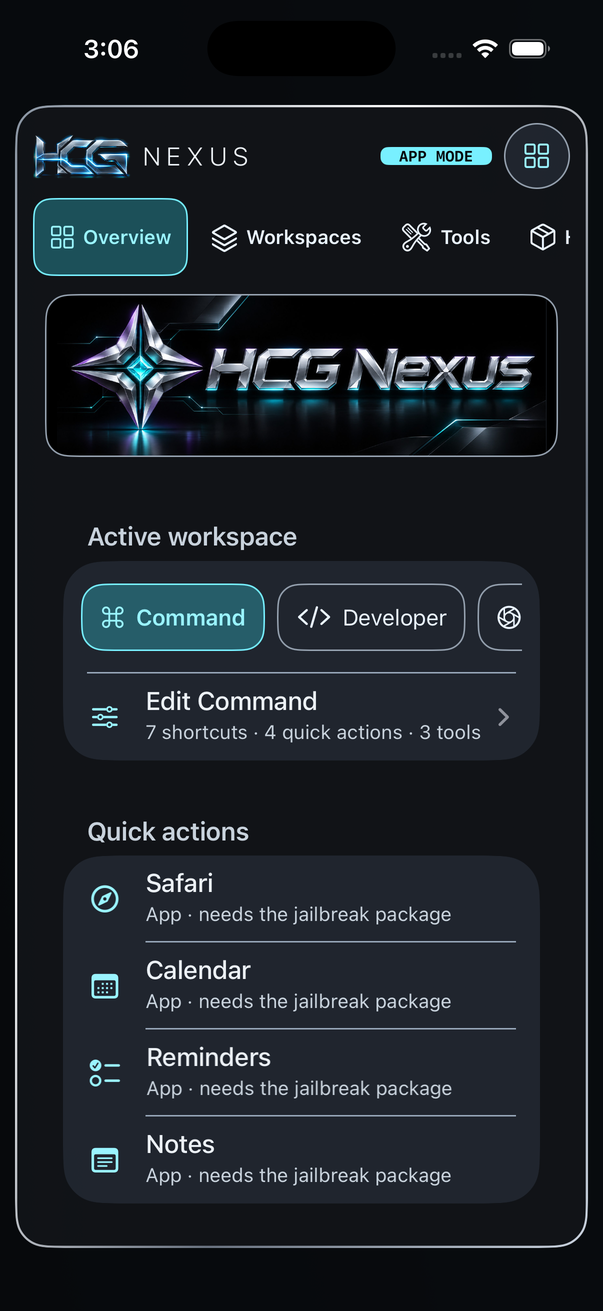 3:06
HCG NEXUS
APP MODE
Overview
Workspaces
Tools
HCG Nexus
Active workspace
Command
Developer
Edit Command
7 shortcuts · 4 quick actions · 3 tools
Quick actions
Safari
App · needs the jailbreak package
Calendar
App · needs the jailbreak package
Reminders
App · needs the jailbreak package
Notes
App · needs the jailbreak package